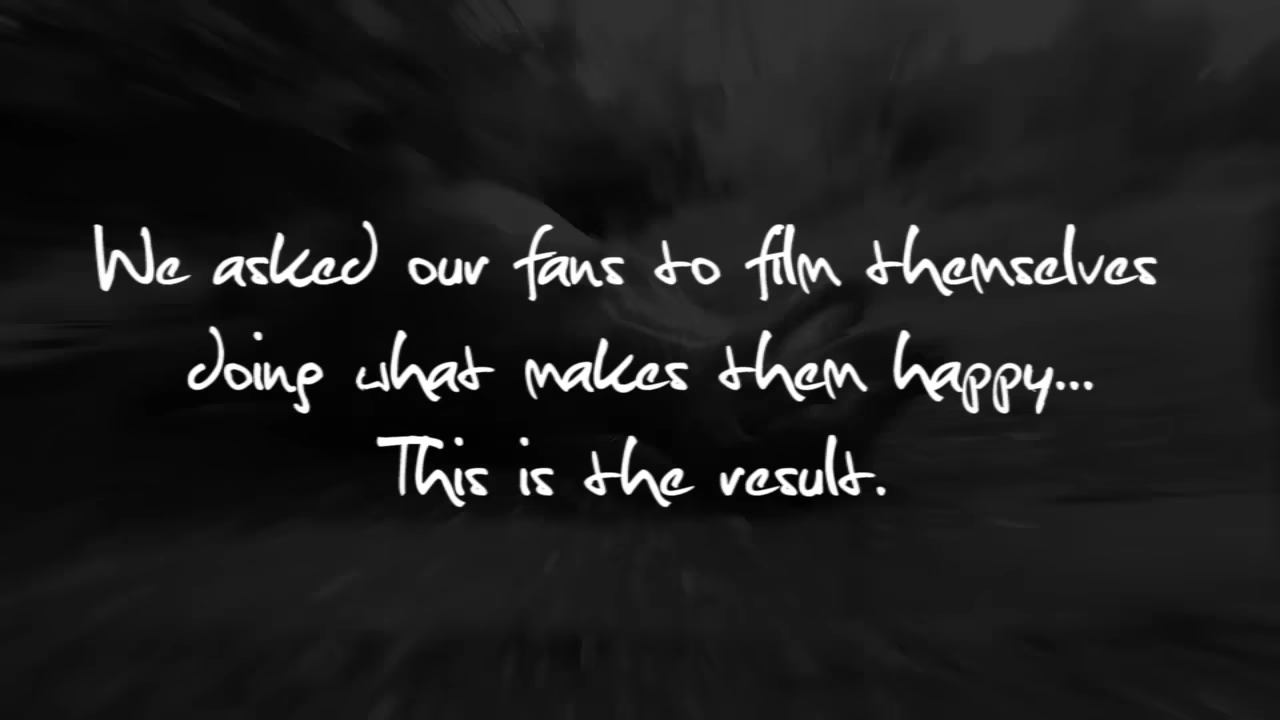 We asked our fans to film themselves
doing what makes them happy...
This is the result.